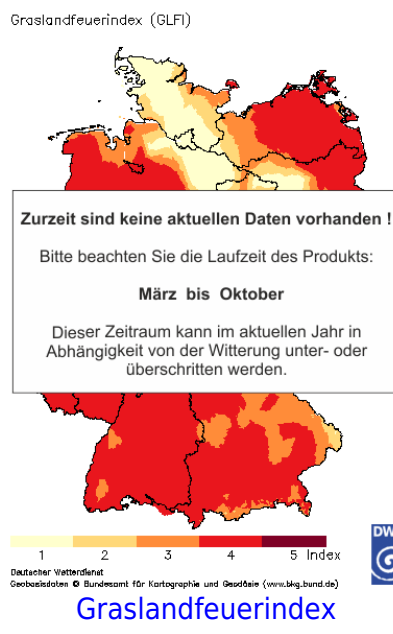 Graslandfeuerindex (GLFI)
Zurzeit sind keine aktuellen Daten vorhanden !
Bitte beachten Sie die Laufzeit des Produkts:
März bis Oktober
Dieser Zeitraum kann im aktuellen Jahr in
Abhängigkeit von der Witterung unter- oder
überschritten werden.
1 2 3 4 5 Index
DW
Deutscher Wetterdienst
Geobasisdaten © Bundesamt für Kartographie und Geodäsie (www.bkg.bund.de)
Graslandfeuerindex